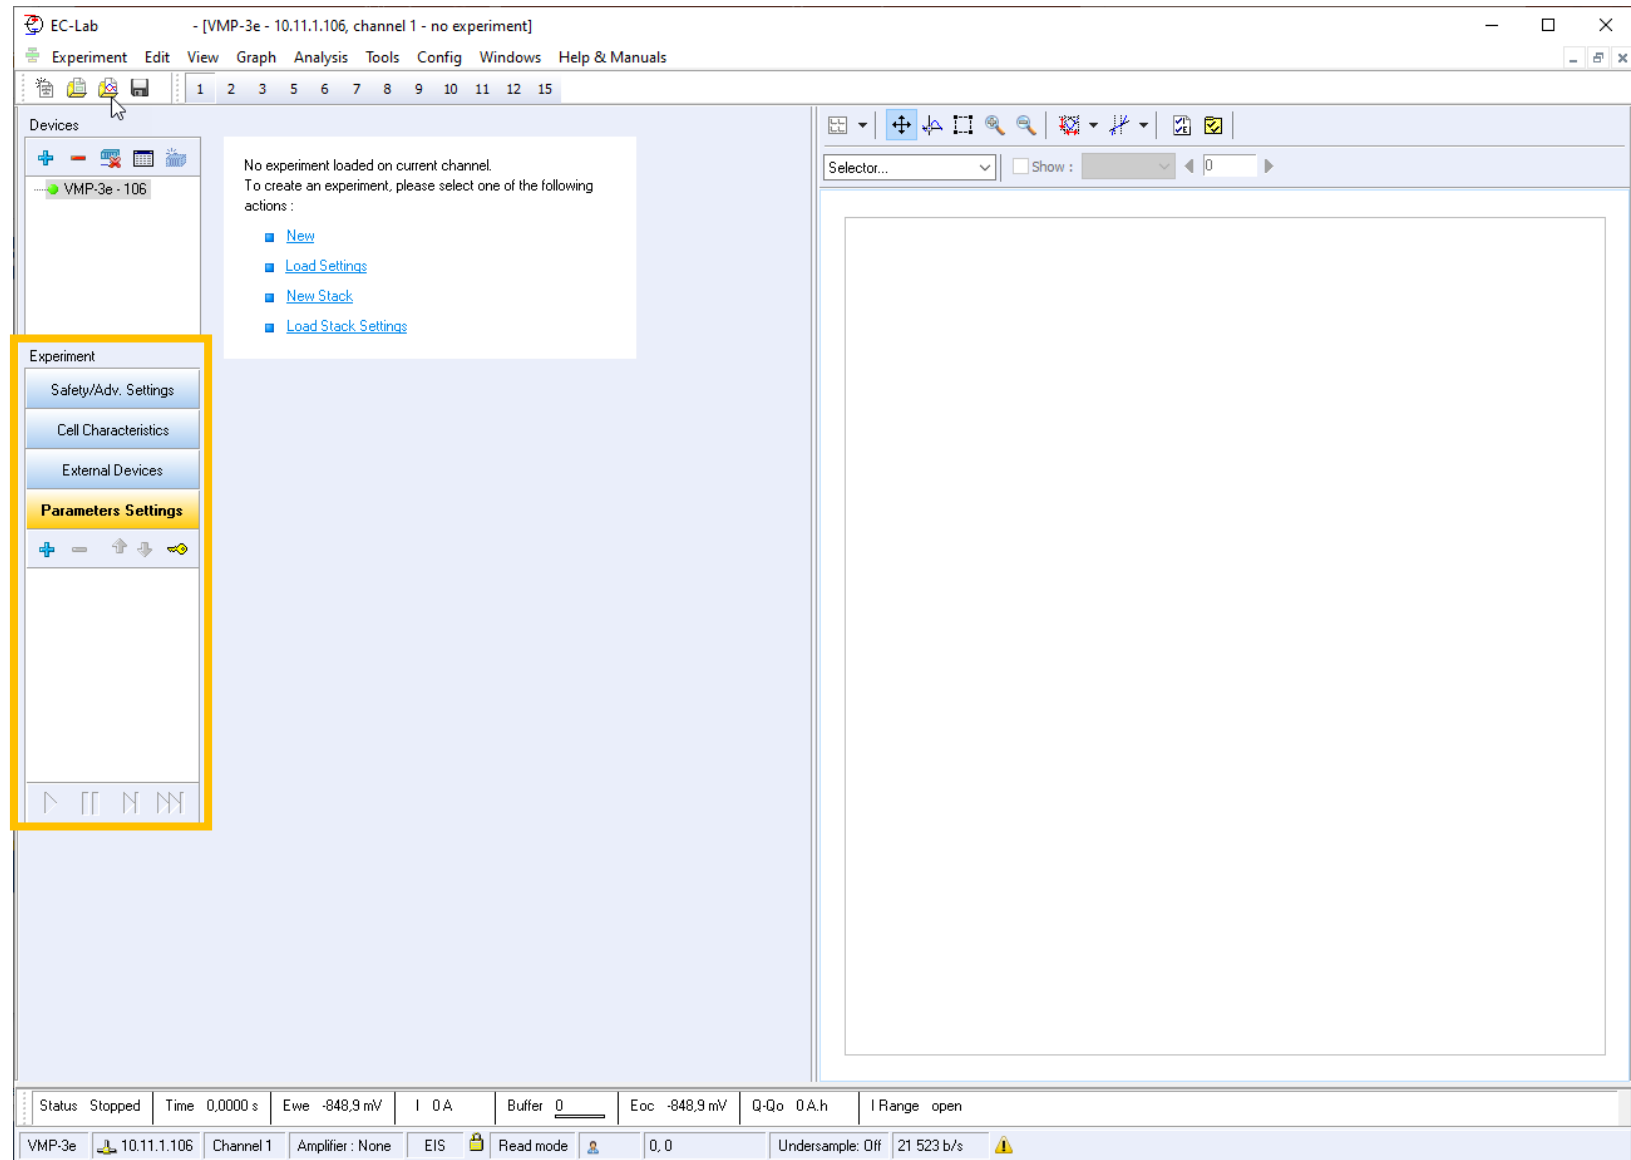 EC-Lab - [VMP-3e - 10.11.1.106, channel 1 - no experiment]
Experiment Edit View Graph Analysis Tools Config Windows Help & Manuals
1 2 3 5 6 7 8 9 10 11 12 15
Devices
VMP-3e - 106
No experiment loaded on current channel.
To create an experiment, please select one of the following
actions :
New
Load Settings
New Stack
Load Stack Settings
Selector... Show : 0
Experiment
Safety/Adv. Settings
Cell Characteristics
External Devices
Parameters Settings
Status Stopped Time 0,0000 s Ewe -848,9 mV I 0 A Buffer 0 Eoc -848,9 mV Q-Qo 0 A.h I Range open
VMP-3e 10.11.1.106 Channel 1 Amplifier : None EIS Read mode 0, 0 Undersample: Off 21 523 b/s